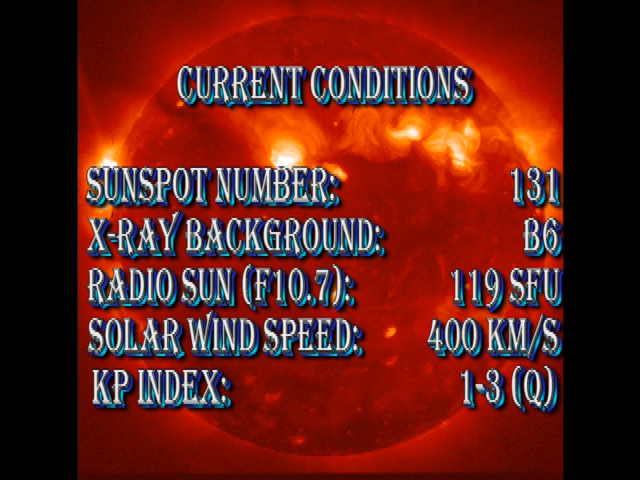 CURRENT CONDITIONS
SUNSPOT NUMBER: 131
X-RAY BACKGROUND: B6
RADIO SUN (F10.7): 119 SFU
SOLAR WIND SPEED: 400 KM/S
KP INDEX: 1-3 (Q)